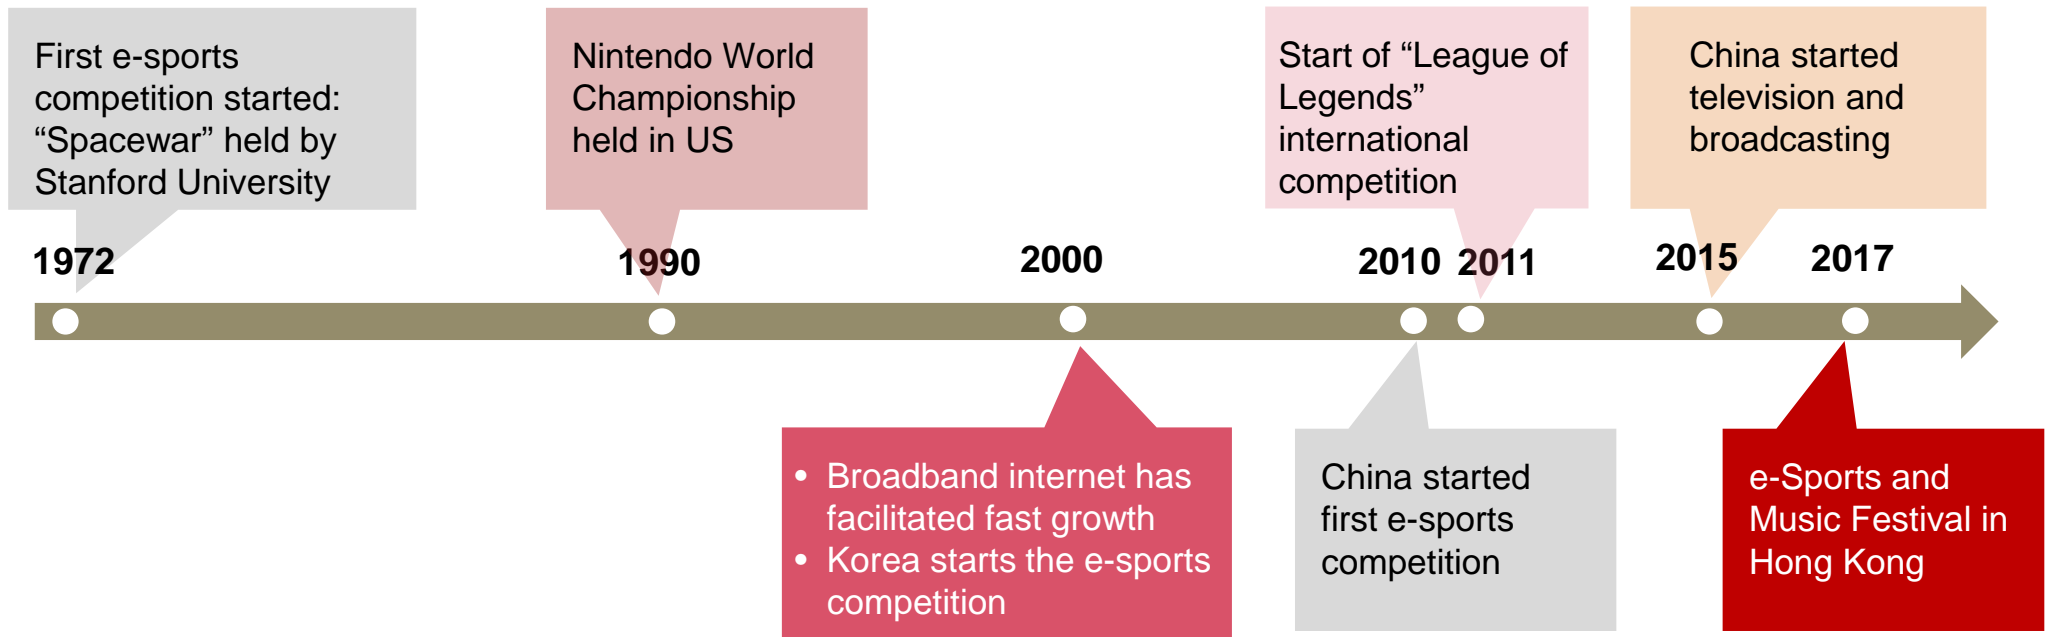 First e-sports
competition started:
“Spacewar” held by
Stanford University
Nintendo World
Championship
held in US
Start of “League of
Legends”
international
competition
China started
television and
broadcasting
1972
1990
2000
2010
2011
2015
2017
• Broadband internet has
facilitated fast growth
• Korea starts the e-sports
competition
China started
first e-sports
competition
e-Sports and
Music Festival in
Hong Kong